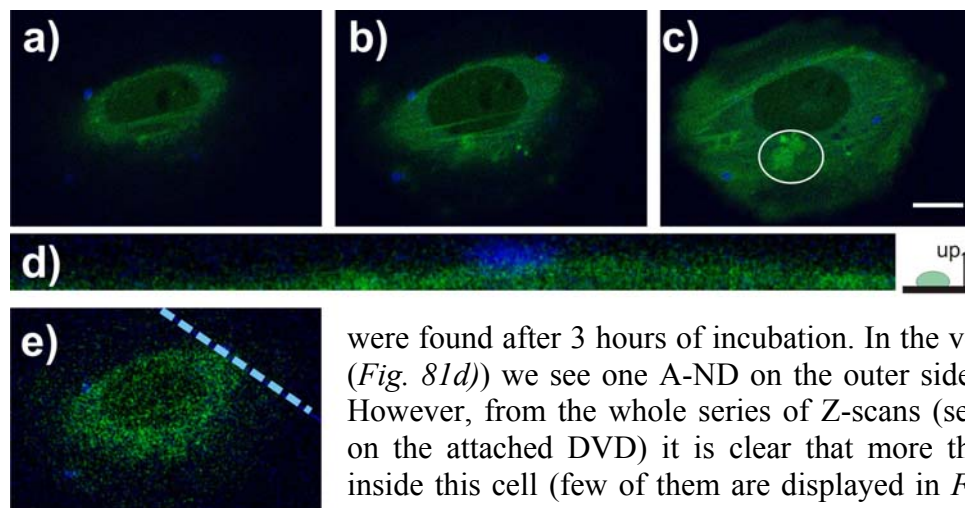 a)
b)
c)
d)
up
e)
were found after 3 hours of incubation. In the
(Fig. 81d)) we see one A-ND on the outer side
However, from the whole series of Z-scans
on the attached DVD) it is clear that more
inside this cell (few of them are displayed in